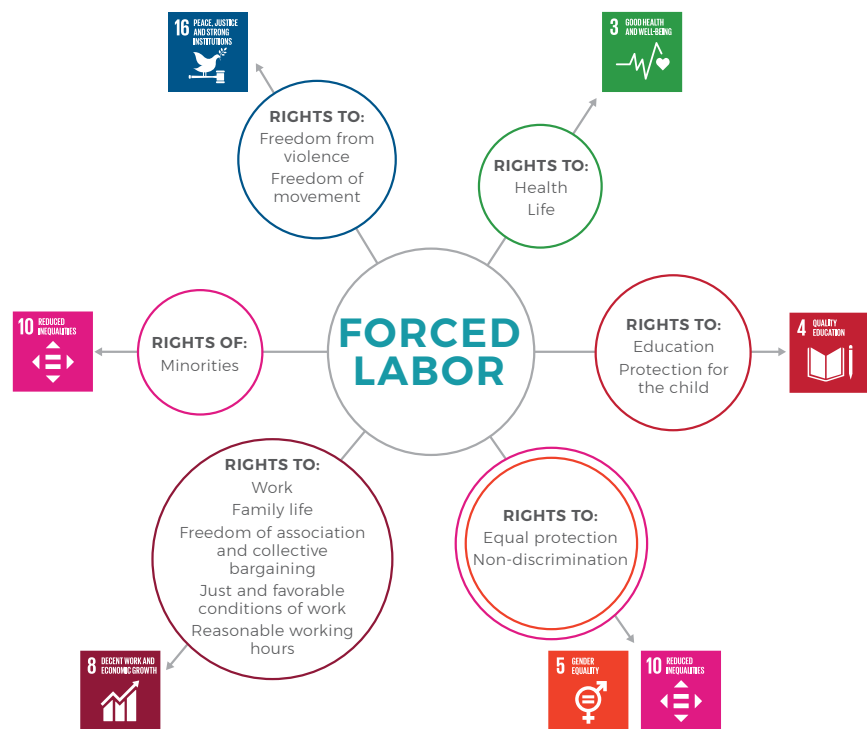 16 PEACE, JUSTICE
AND STRONG
INSTITUTIONS
3 GOOD HEALTH
AND WELL-BEING
RIGHTS TO:
Freedom from
violence
Freedom of
movement
RIGHTS TO:
Health
Life
10 REDUCED
INEQUALITIES
RIGHTS OF:
Minorities
FORCED
LABOR
RIGHTS TO:
Education
Protection for
the child
4 QUALITY
EDUCATION
RIGHTS TO:
Work
Family life
Freedom of association
and collective
bargaining
Just and favorable
conditions of work
Reasonable working
hours
RIGHTS TO:
Equal protection
Non-discrimination
8 DECENT WORK AND
ECONOMIC GROWTH
5 GENDER
EQUALITY
10 REDUCED
INEQUALITIES